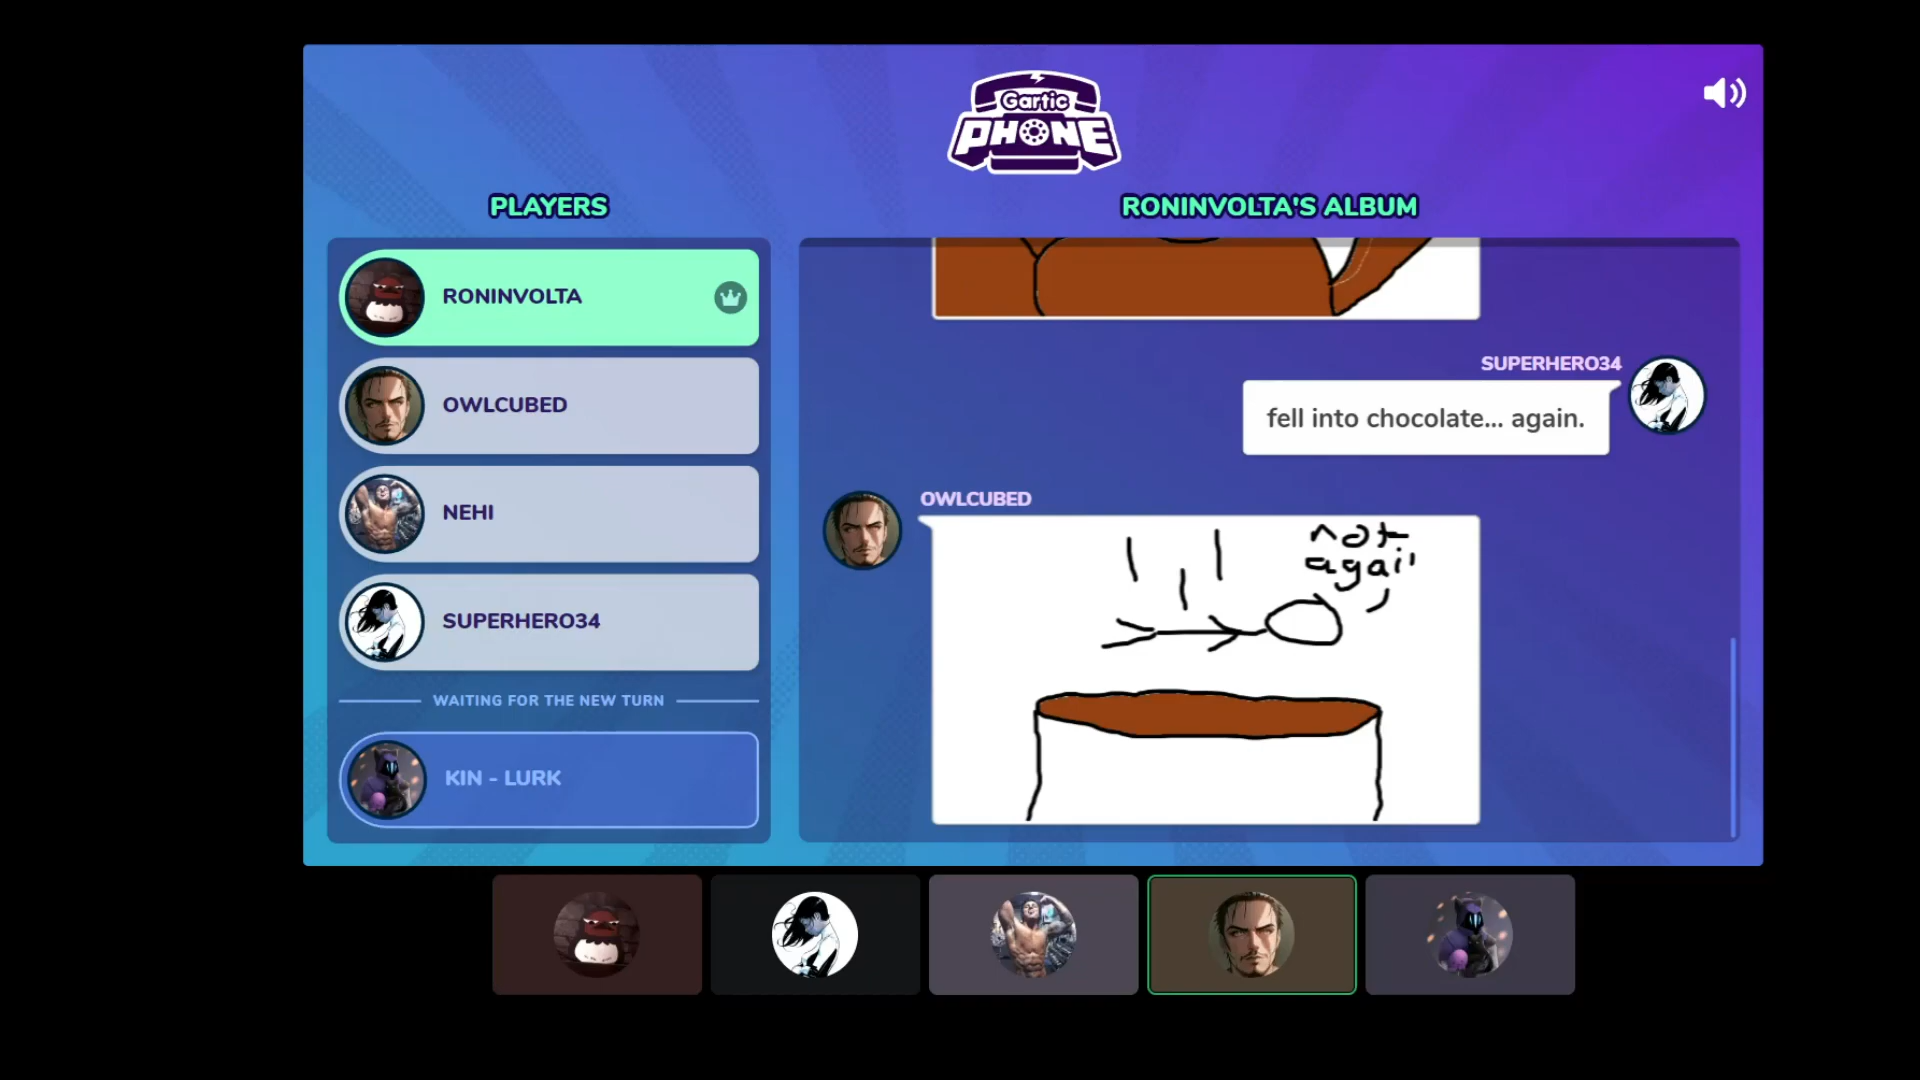 Gartic
PHONE
PLAYERS
RONINVOLTA
OWLCUBED
NEHI
SUPERHERO34
WAITING FOR THE NEW TURN
KIN - LURK
RONINVOLTA'S ALBUM
SUPERHERO34
fell into chocolate... again.
OWLCUBED
not
again